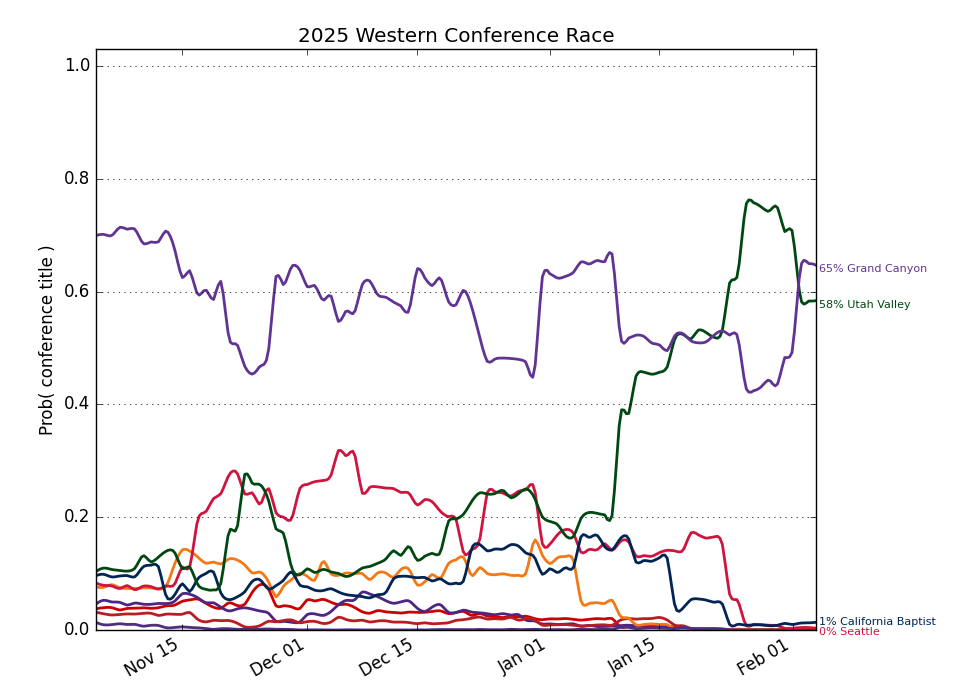 2025 Western Conference Race
1.0
0.8
0.6
0.4
0.2
0.0
Prob( conference title )
65% Grand Canyon
58% Utah Valley
1% California Baptist
0% Seattle
Nov 15
Dec 01
Dec 15
Jan 01
Jan 15
Feb 01